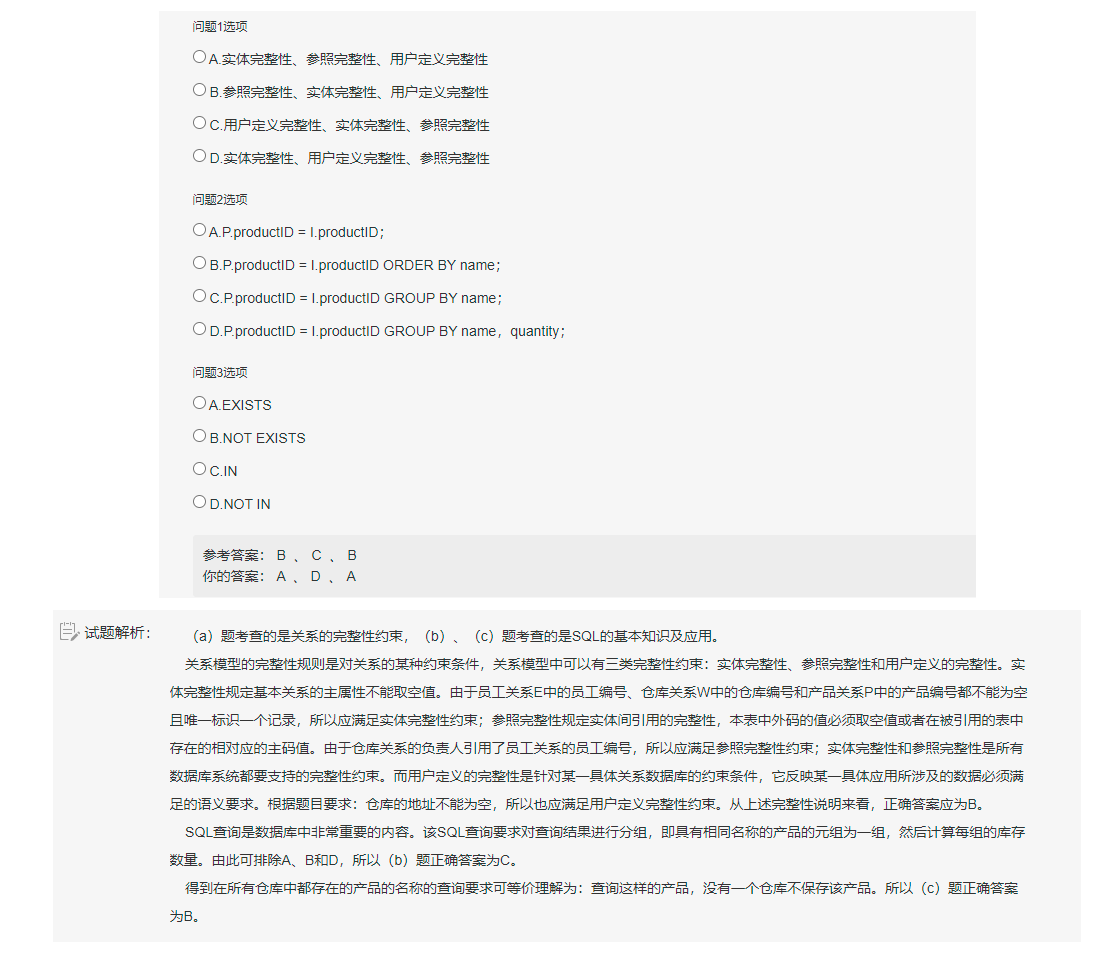 问题1选项
A.实体完整性、参照完整性、用户定义完整性
B.参照完整性、实体完整性、用户定义完整性
C.用户定义完整性、实体完整性、参照完整性
D.实体完整性、用户定义完整性、参照完整性
问题2选项
A.P.productID = I.productID；
B.P.productID = I.productID ORDER BY name；
C.P.productID = I.productID GROUP BY name；
D.P.productID = I.productID GROUP BY name，quantity；
问题3选项
A.EXISTS
B.NOT EXISTS
C.IN
D.NOT IN
参考答案： B 、 C 、 B
你的答案： A 、 D 、 A
试题解析： （a）题考查的是关系的完整性约束，（b）、（c）题考查的是SQL的基本知识及应用。
关系模型的完整性规则是对关系的某种约束条件，关系模型中可以有三类完整性约束：实体完整性、参照完整性和用户定义的完整性。实
体完整性规定基本关系的主属性不能取空值。由于员工关系E中的员工编号、仓库关系W中的仓库编号和产品关系P中的产品编号都不能为空
且唯一标识一个记录，所以应满足实体完整性约束；参照完整性规定实体间引用的完整性，本表中外码的值必须取空值或者在被引用的表中
存在的相对应的主码值。由于仓库关系的负责人引用了员工关系的员工编号，所以应满足参照完整性约束；实体完整性和参照完整性是所有
数据库系统都要支持的完整性约束。而用户定义的完整性是针对某一具体关系数据库的约束条件，它反映某一具体应用所涉及的数据必须满
足的语义要求。根据题目要求：仓库的地址不能为空，所以也应满足用户定义完整性约束。从上述完整性说明来看，正确答案应为B。
SQL查询是数据库中非常重要的内容。该SQL查询要求对查询结果进行分组，即具有相同名称的产品的元组为一组，然后计算每组的库存
数量。由此可排除A、B和D，所以（b）题正确答案为C。
得到在所有仓库中都存在的产品的名称的查询要求可等价理解为：查询这样的产品，没有一个仓库不保存该产品。所以（c）题正确答案
为B。